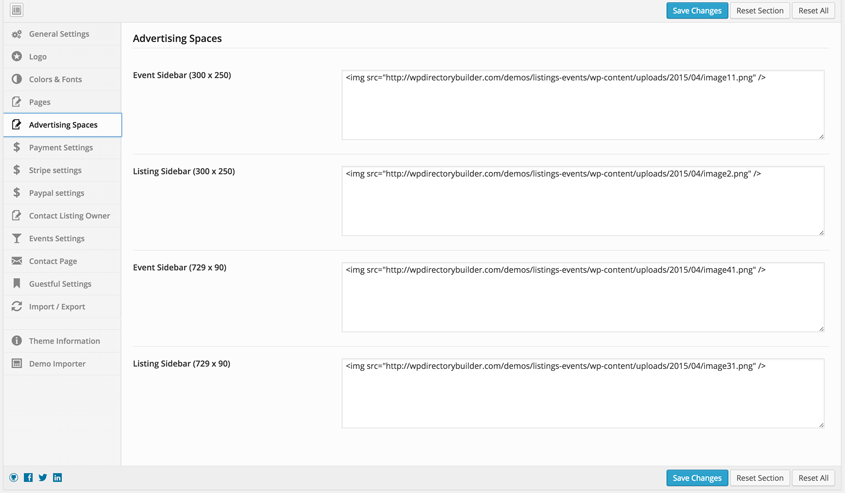 Save Changes Reset Section Reset All
General Settings
Logo
Colors & Fonts
Pages
Advertising Spaces
Payment Settings
Stripe settings
Paypal settings
Contact Listing Owner
Events Settings
Contact Page
Guestful Settings
Import / Export
Theme Information
Demo Importer
Advertising Spaces
Event Sidebar (300 x 250)
<img src="http://wpdirectorybuilder.com/demos/listings-events/wp-content/uploads/2015/04/image11.png" />
Listing Sidebar (300 x 250)
<img src="http://wpdirectorybuilder.com/demos/listings-events/wp-content/uploads/2015/04/image2.png" />
Event Sidebar (729 x 90)
<img src="http://wpdirectorybuilder.com/demos/listings-events/wp-content/uploads/2015/04/image41.png" />
Listing Sidebar (729 x 90)
<img src="http://wpdirectorybuilder.com/demos/listings-events/wp-content/uploads/2015/04/image31.png" />
Save Changes Reset Section Reset All